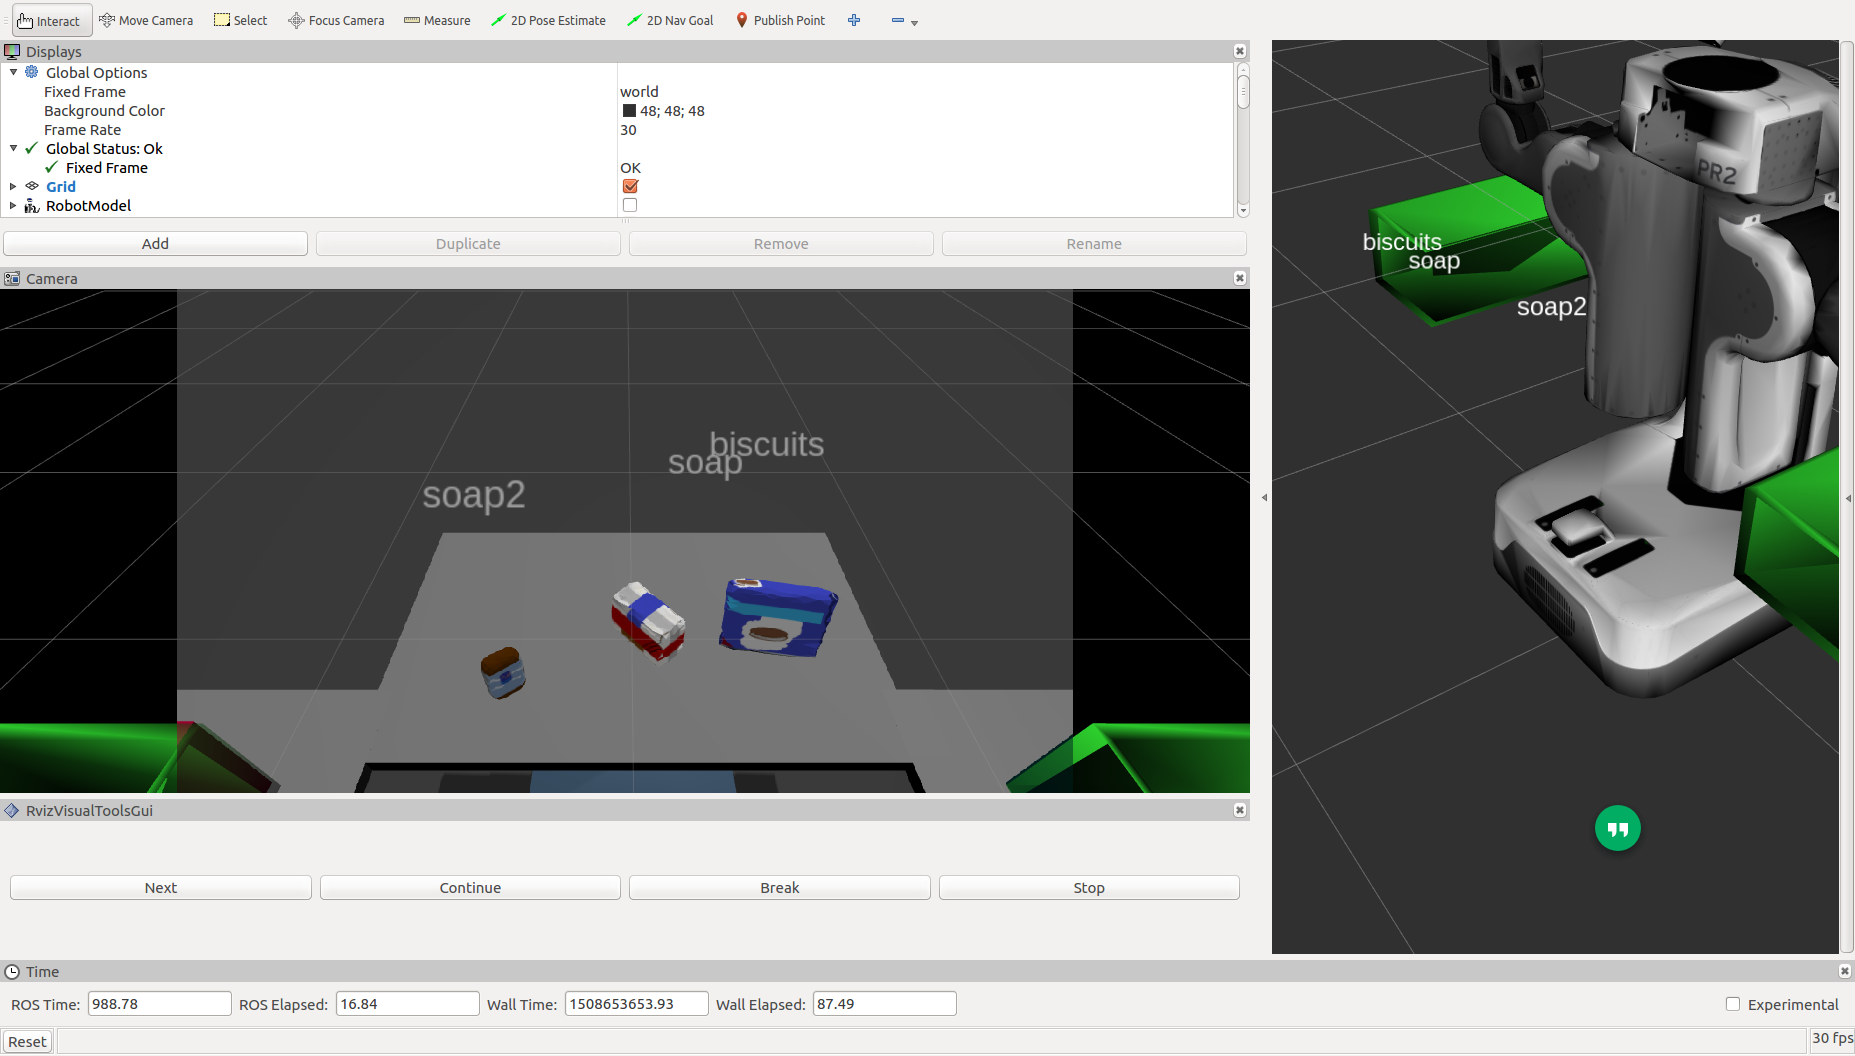 Interact Move Camera Select Focus Camera Measure 2D Pose Estimate 2D Nav Goal Publish Point
Displays
Global Options
Fixed Frame world
Background Color 48; 48; 48
Frame Rate 30
Global Status: Ok
Fixed Frame OK
Grid
RobotModel
Add Duplicate Remove Rename
Camera
biscuits
soap
soap2
RvizVisualToolsGui
Next Continue Break Stop
PR2
biscuits
soap
soap2
Time
ROS Time: 988.78 ROS Elapsed: 16.84 Wall Time: 1508653653.93 Wall Elapsed: 87.49 Experimental
Reset 30 fps